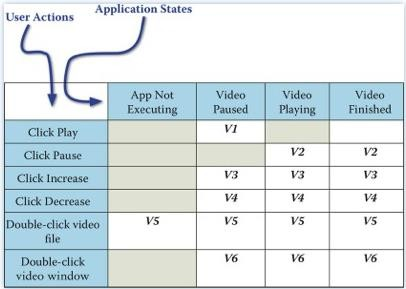 User Actions
Application States
App Not
Executing
Video
Paused
Video
Playing
Video
Finished
Click Play
V1
Click Pause
V2
V2
Click Increase
V3
V3
V3
Click Decrease
V4
V4
V4
Double-click video
file
V5
V5
V5
V5
Double-click
video window
V6
V6
V6